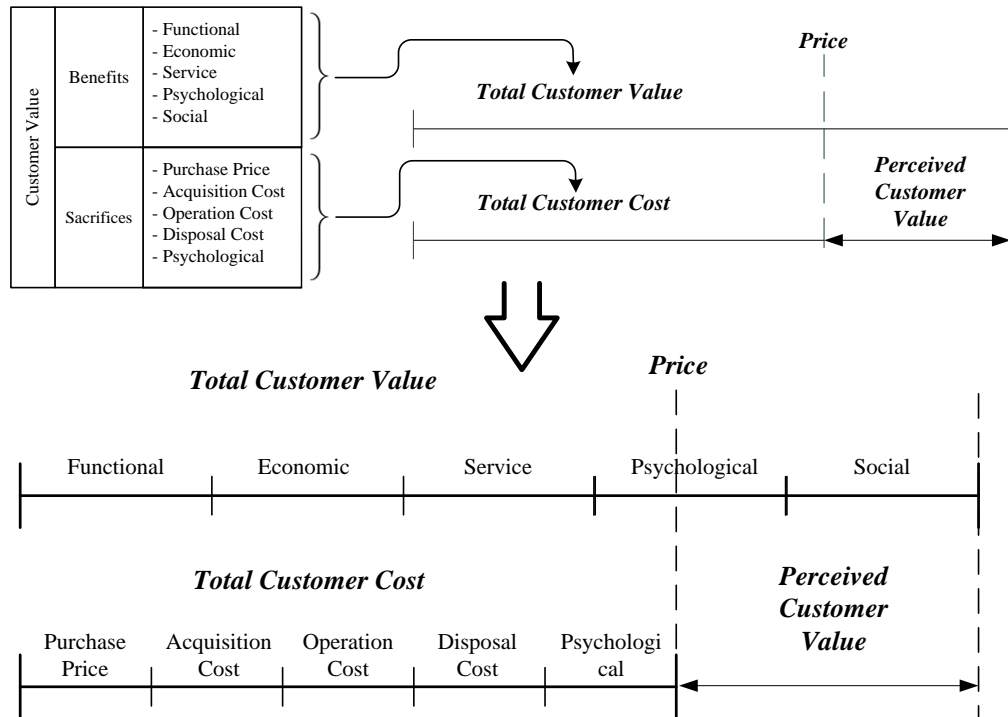 Customer Value
Benefits
- Functional
- Economic
- Service
- Psychological
- Social
Sacrifices
- Purchase Price
- Acquisition Cost
- Operation Cost
- Disposal Cost
- Psychological
Total Customer Value
Price
Total Customer Cost
Perceived
Customer
Value
Total Customer Value
Price
Functional
Economic
Service
Psychological
Social
Total Customer Cost
Perceived
Customer
Value
Purchase
Price
Acquisition
Cost
Operation
Cost
Disposal
Cost
Psychologi
cal